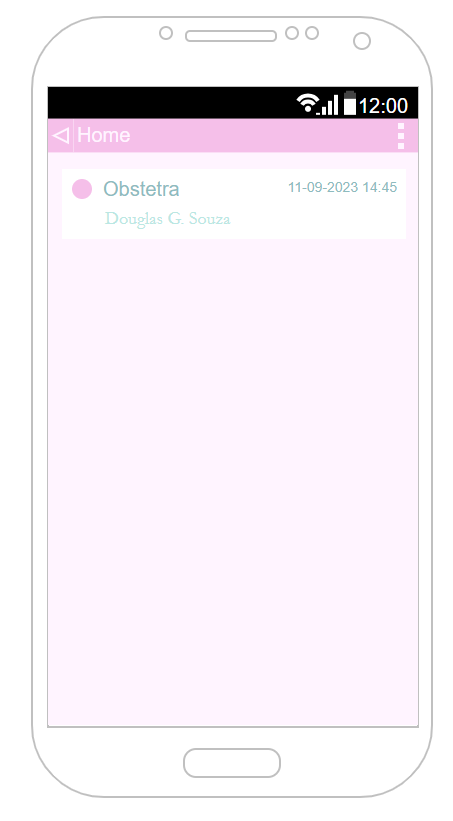 12:00
Home
Obstetra 11-09-2023 14:45
Douglas G. Souza